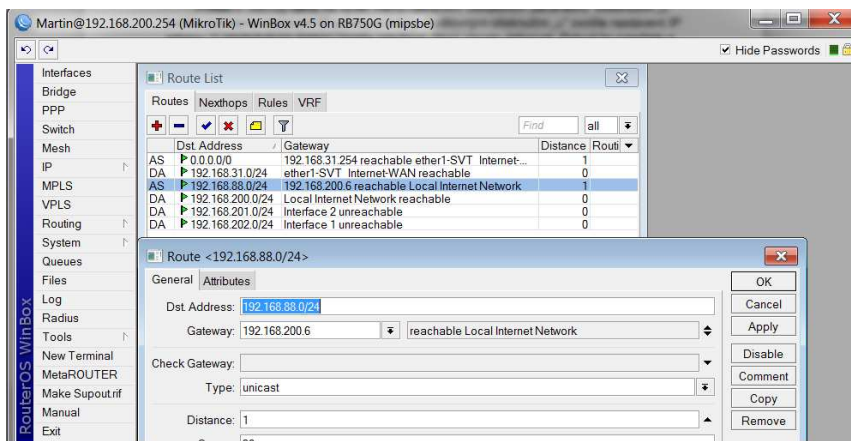 Martin@192.168.200.254 (MikroTik) - WinBox v4.5 on RB750G (mipsbe)
Hide Passwords
Interfaces
Bridge
PPP
Switch
Mesh
IP
MPLS
VPLS
Routing
System
Queues
Files
Log
Radius
Tools
New Terminal
MetaROUTER
Make Supout.rif
Manual
Exit
RouterOS WinBox
Route List
Routes Nexthops Rules VRF
Find all
Dst. Address / Gateway Distance Routi
AS 0.0.0.0/0 192.168.31.254 reachable ether1-SVT Internet-... 1
DA 192.168.31.0/24 ether1-SVT Internet-WAN reachable 0
AS 192.168.88.0/24 192.168.200.6 reachable Local Internet Network 1
DA 192.168.200.0/24 Local Internet Network reachable 0
DA 192.168.201.0/24 Interface 2 unreachable 0
DA 192.168.202.0/24 Interface 1 unreachable 0
Route <192.168.88.0/24>
General Attributes
Dst. Address: 192.168.88.0/24
Gateway: 192.168.200.6 reachable Local Internet Network
Check Gateway:
Type: unicast
Distance: 1
OK
Cancel
Apply
Disable
Comment
Copy
Remove